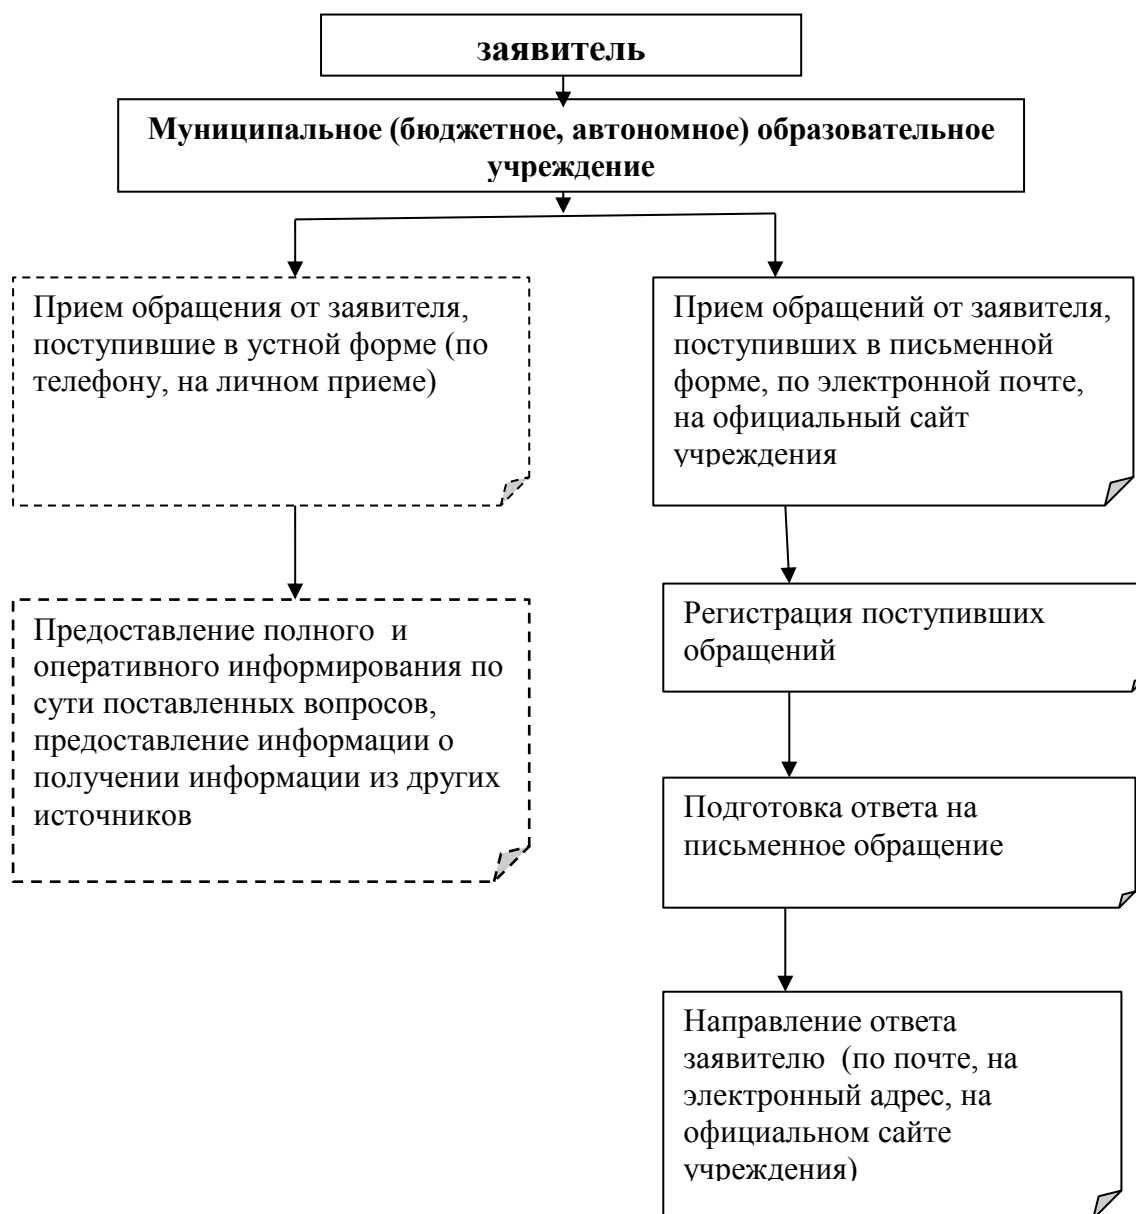 заявитель
Муниципальное (бюджетное, автономное) образовательное
учреждение
Прием обращения от заявителя,
поступившие в устной форме (по
телефону, на личном приеме)
Прием обращений от заявителя,
поступивших в письменной
форме, по электронной почте,
на официальный сайт
учреждения
Предоставление полного  и
оперативного информирования по
сути поставленных вопросов,
предоставление информации о
получении информации из других
источников
Регистрация поступивших
обращений
Подготовка ответа на
письменное обращение
Направление ответа
заявителю  (по почте, на
электронный адрес, на
официальном сайте
учреждения)